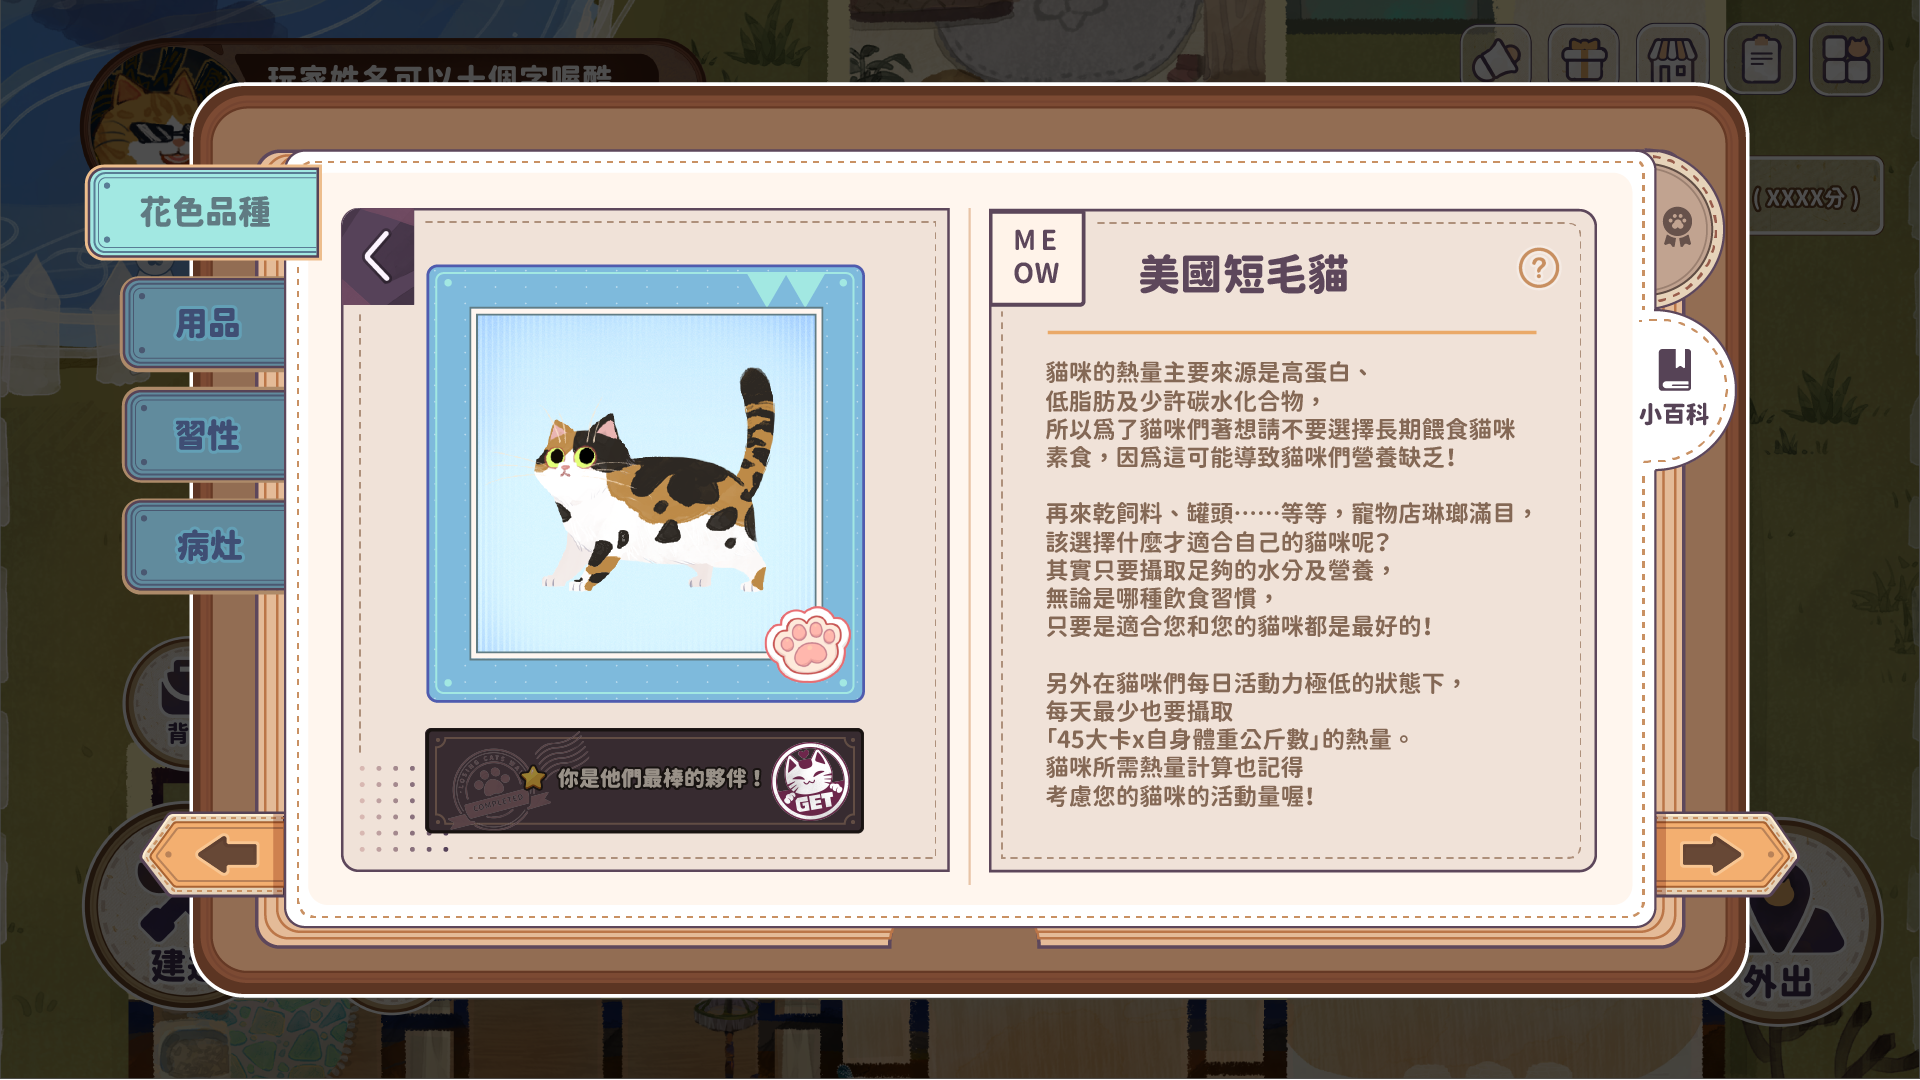 玩家姓名可以十個字喔酷
(XXXX分)
花色品種
用品
習性
病灶
ME
OW
美國短毛貓
?
小百科
貓咪的熱量主要來源是高蛋白、
低脂肪及少許碳水化合物，
所以為了貓咪們著想請不要選擇長期餵食貓咪
素食，因為這可能導致貓咪們營養缺乏!
再來乾飼料、罐頭⋯⋯等等，寵物店琳瑯滿目，
該選擇什麼才適合自己的貓咪呢?
其實只要攝取足夠的水分及營養，
無論是哪種飲食習慣，
只要是適合您和您的貓咪都是最好的!
另外在貓咪們每日活動力極低的狀態下，
每天最少也要攝取
「45大卡x自身體重公斤數」的熱量。
貓咪所需熱量計算也記得
考慮您的貓咪的活動量喔!
COMPLETED
你是他們最棒的夥伴！
GET
背
建
外出